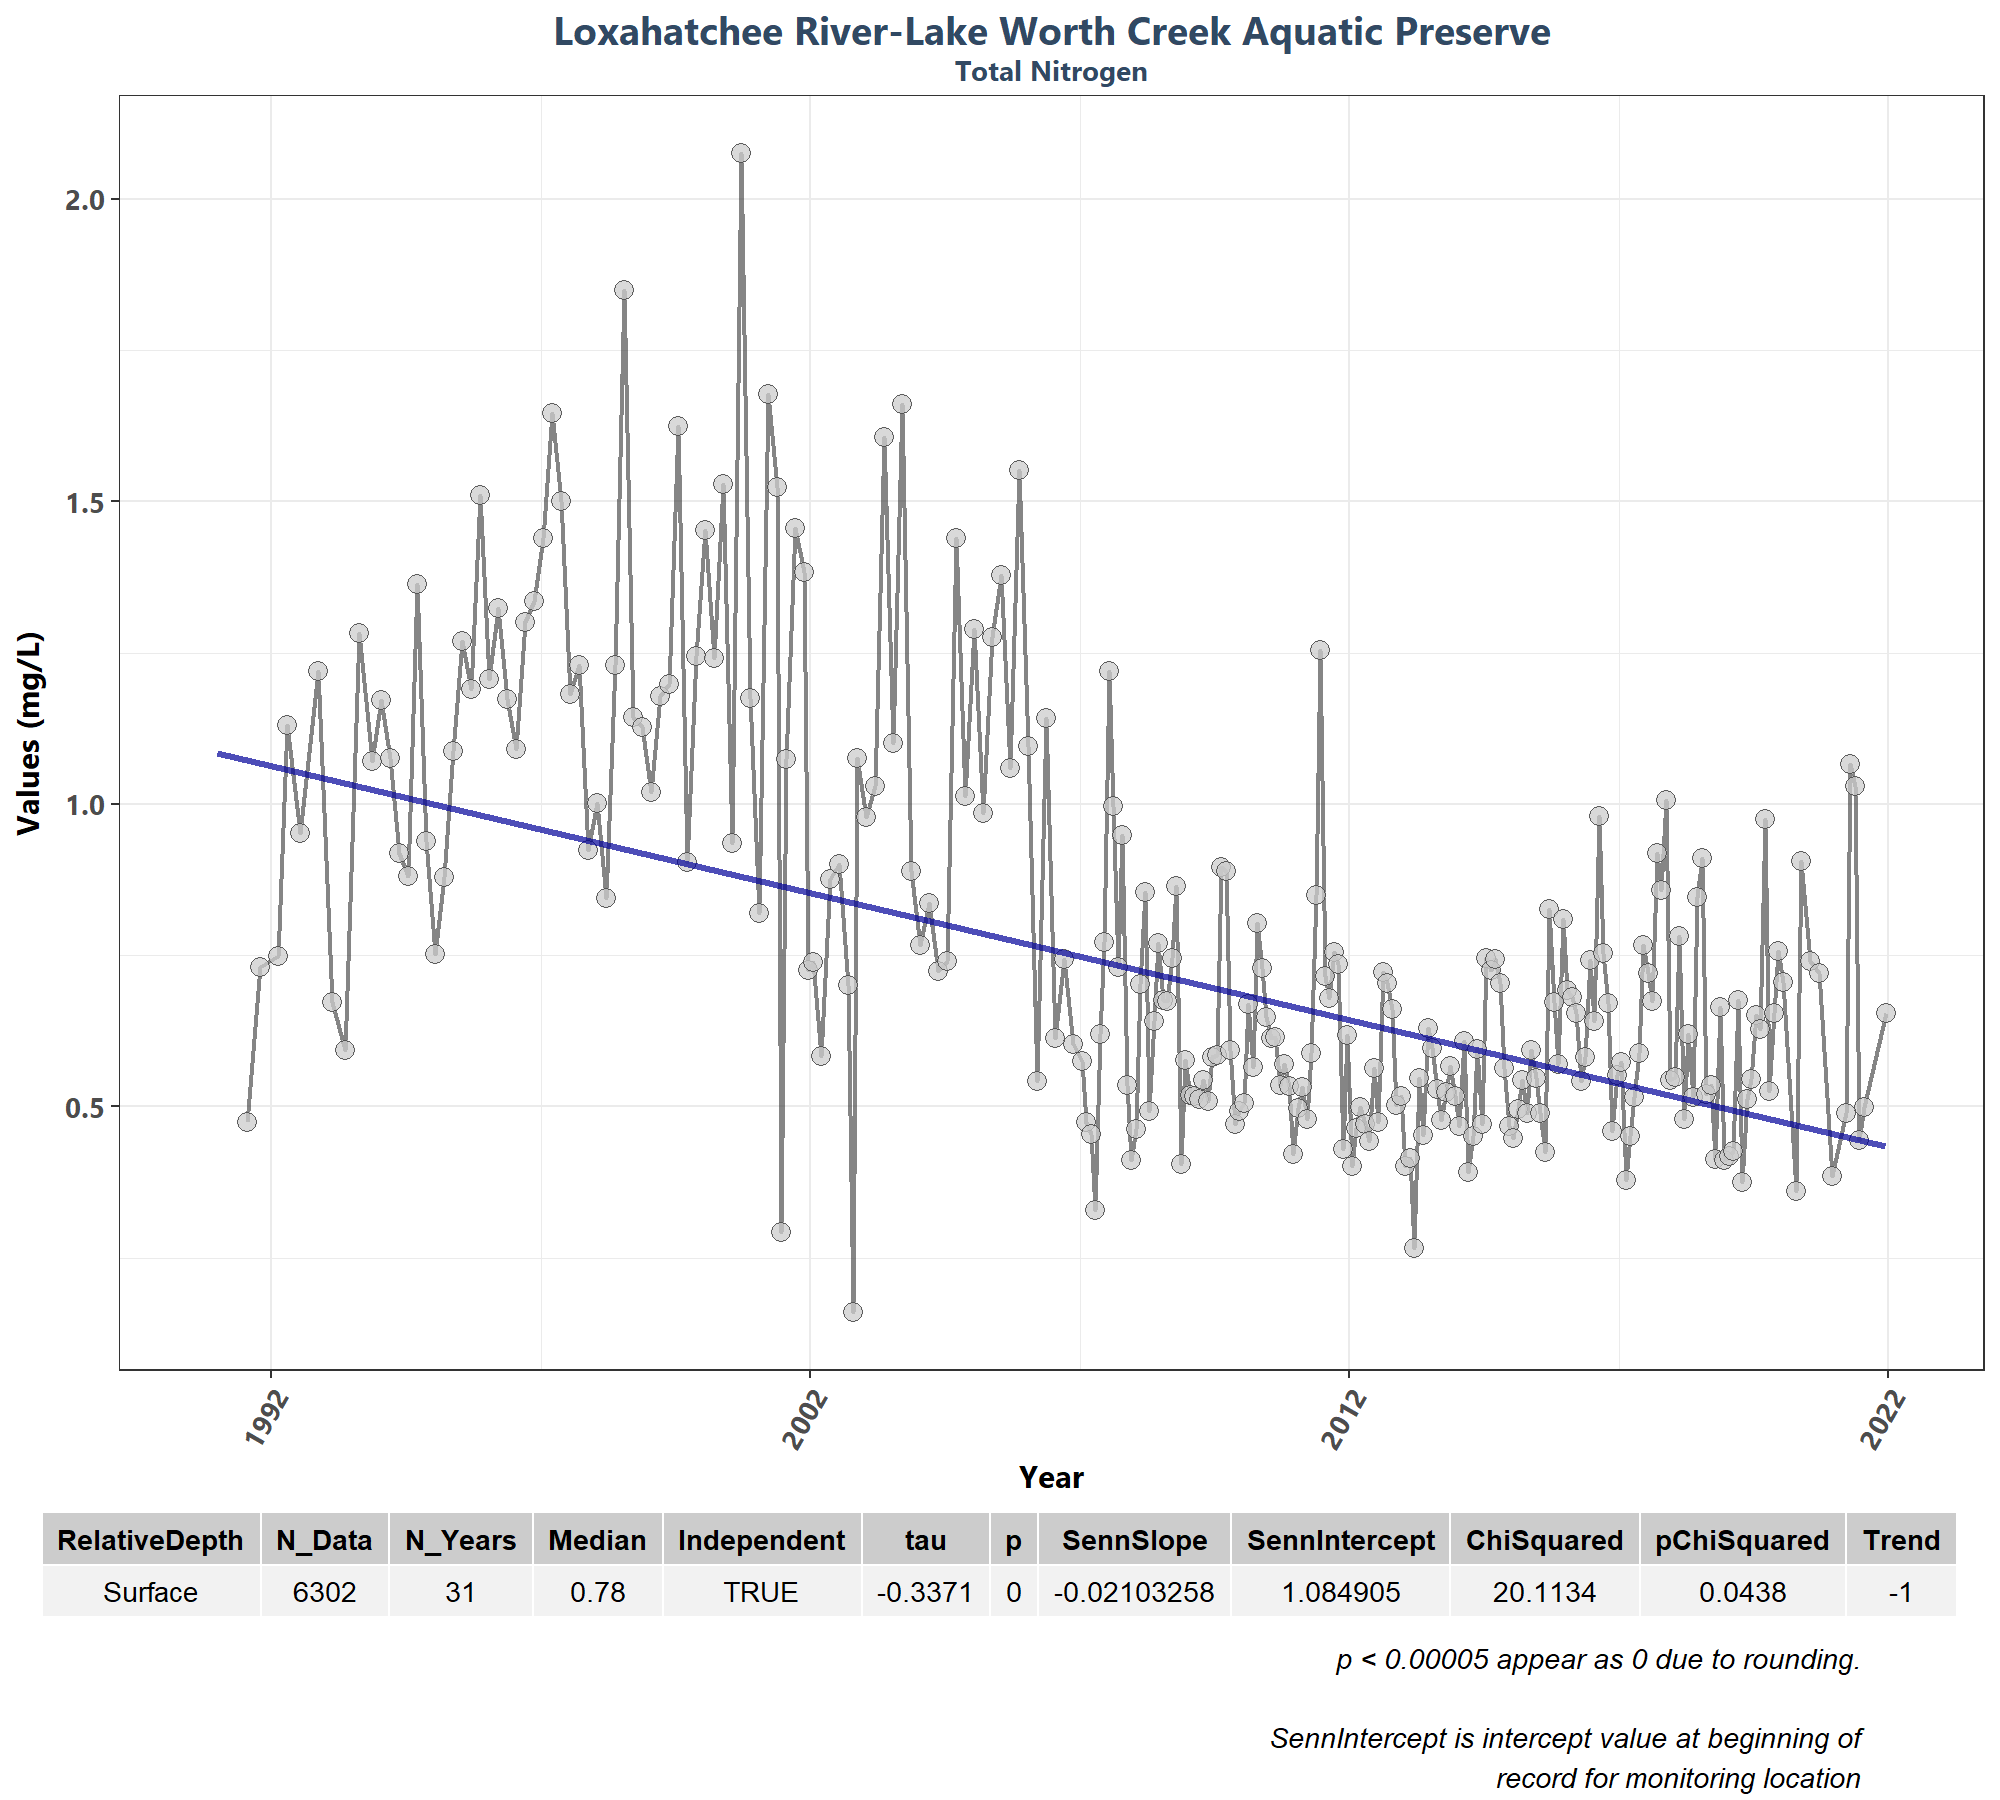 Loxahatchee River-Lake Worth Creek Aquatic Preserve
Total Nitrogen
Values (mg/L)
2.0
1.5
1.0
0.5
1992 2002 2012 2022
Year
RelativeDepth N_Data N_Years Median Independent tau p SennSlope SennIntercept ChiSquared pChiSquared Trend
Surface 6302 31 0.78 TRUE -0.3371 0 -0.02103258 1.084905 20.1134 0.0438 -1
p < 0.00005 appear as 0 due to rounding.
SennIntercept is intercept value at beginning of
record for monitoring location